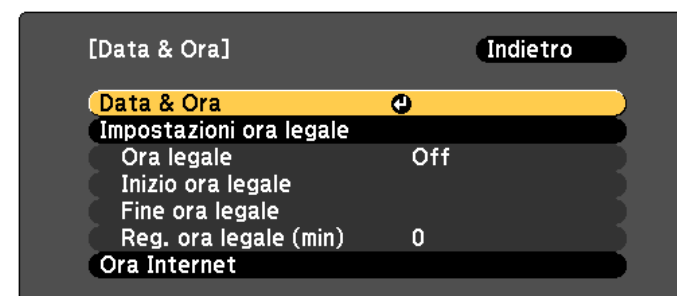 [Data & Ora] Indietro
Data & Ora
Impostazioni ora legale
Ora legale Off
Inizio ora legale
Fine ora legale
Reg. ora legale (min) 0
Ora Internet